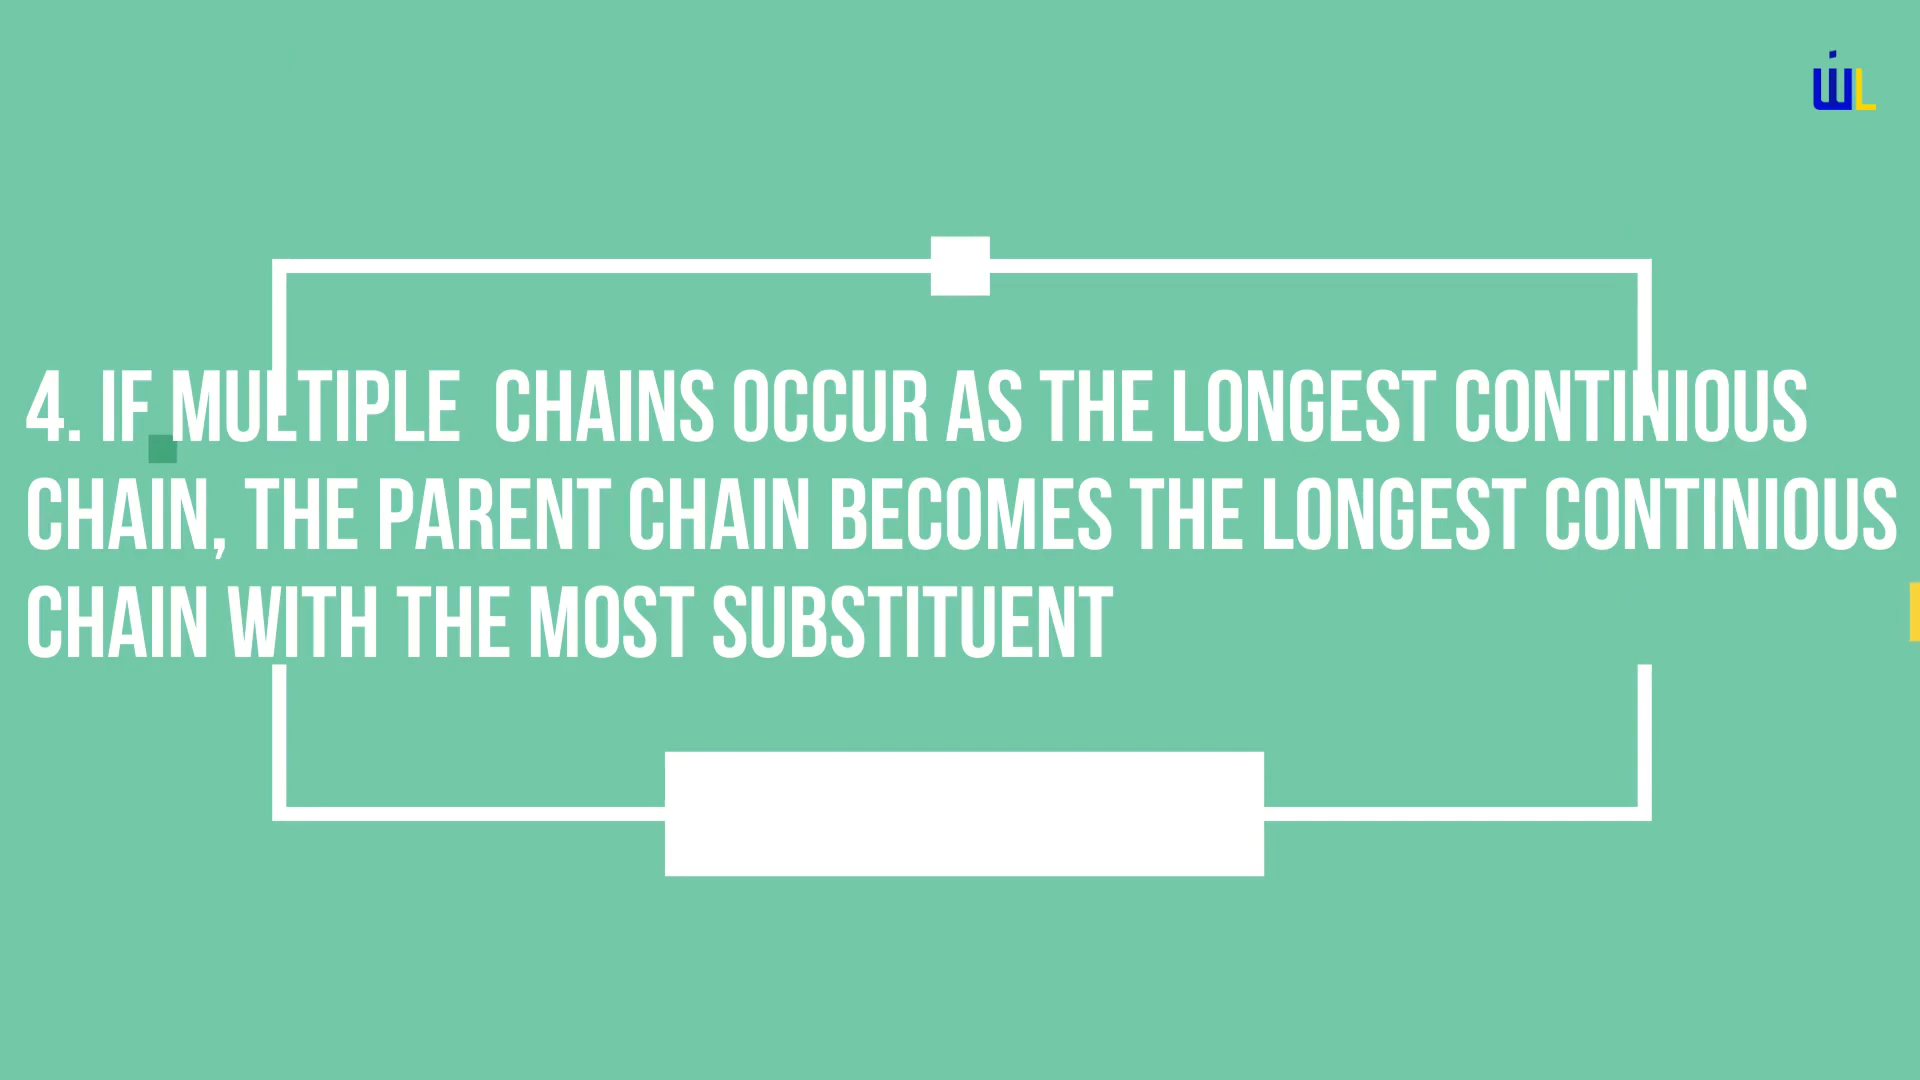 4. IF MULTIPLE CHAINS OCCUR AS THE LONGEST CONTINIOUS
CHAIN, THE PARENT CHAIN BECOMES THE LONGEST CONTINIOUS
CHAIN WITH THE MOST SUBSTITUENT